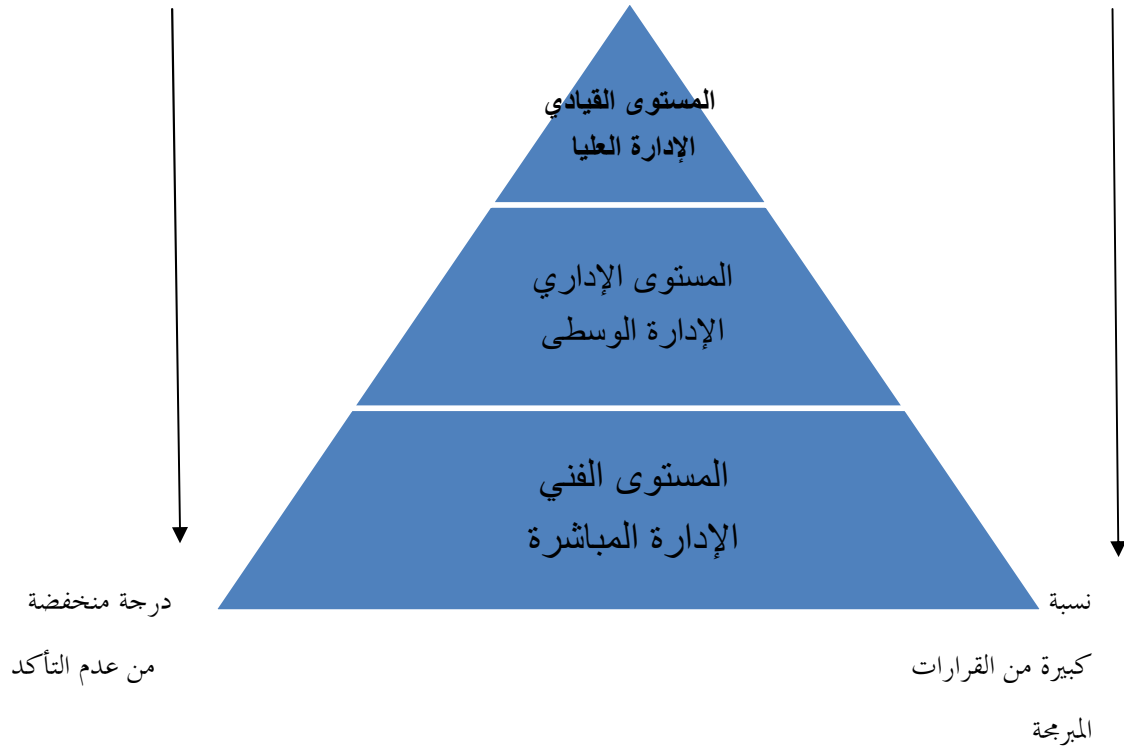 المستوى القيادي
الإدارة العليا
المستوى الإداري
الإدارة الوسطى
المستوى الفني
الإدارة المباشرة
نسبة
كبيرة من القرارات
المبرمجة
درجة منخفضة
من عدم التأكد